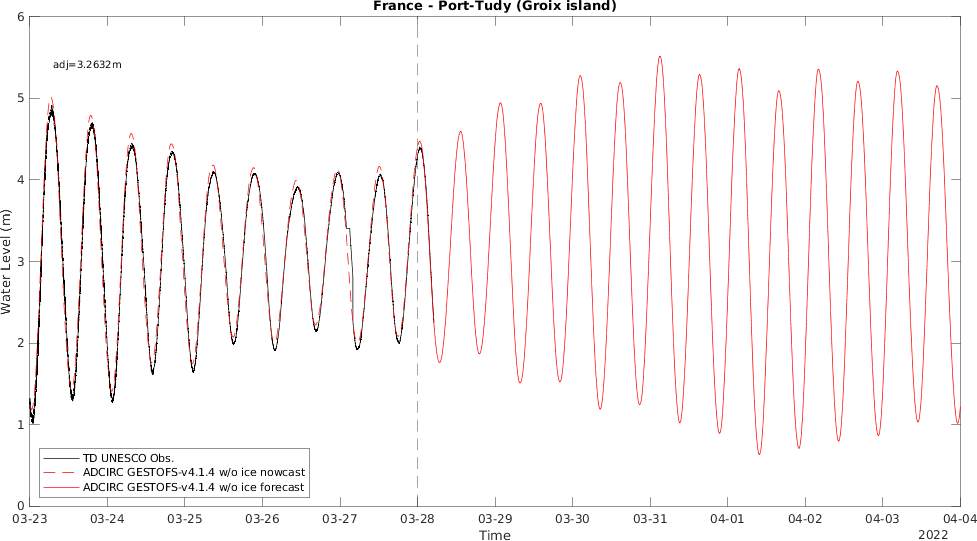 France - Port-Tudy (Groix island)
6
adj=3.2632m
5
4
3
2
1
0
Water Level (m)
TD UNESCO Obs.
ADCIRC GESTOFS-v4.1.4 w/o ice nowcast
ADCIRC GESTOFS-v4.1.4 w/o ice forecast
03-23 03-24 03-25 03-26 03-27 03-28 03-29 03-30 03-31 04-01 04-02 04-03 04-04
Time
2022